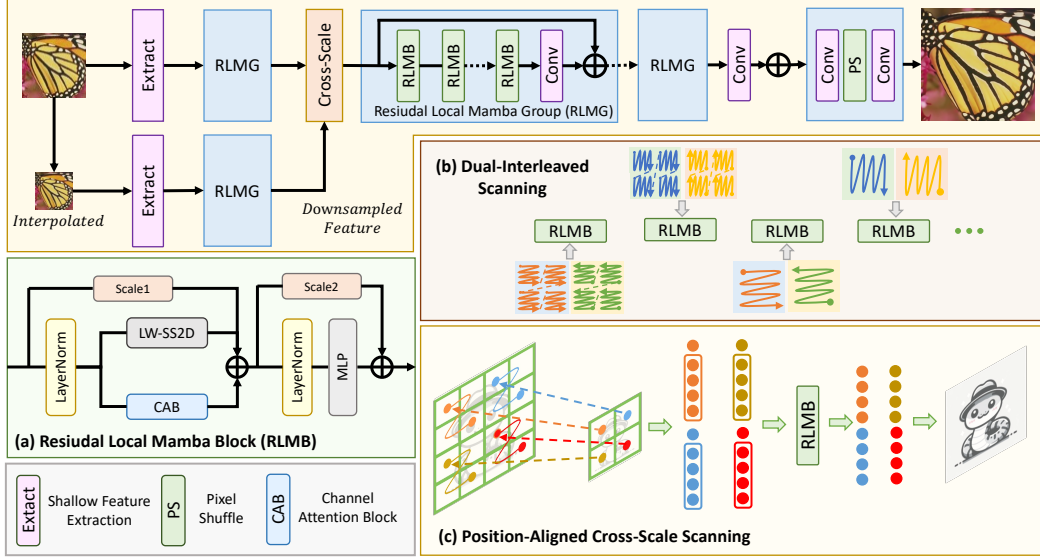 Extract
RLMG
Cross-Scale
RLMB
RLMB
RLMB
Conv
Resiudal Local Mamba Group (RLMG)
RLMG
Conv
Conv
PS
Conv
Interpolated
Extract
RLMG
Downsampled
Feature
(b) Dual-Interleaved
Scanning
RLMB
RLMB
RLMB
RLMB
Scale1
LayerNorm
LW-SS2D
CAB
Scale2
LayerNorm
MLP
(a) Resiudal Local Mamba Block (RLMB)
Extact
Shallow Feature
Extraction
PS
Pixel
Shuffle
CAB
Channel
Attention Block
RLMB
(c) Position-Aligned Cross-Scale Scanning